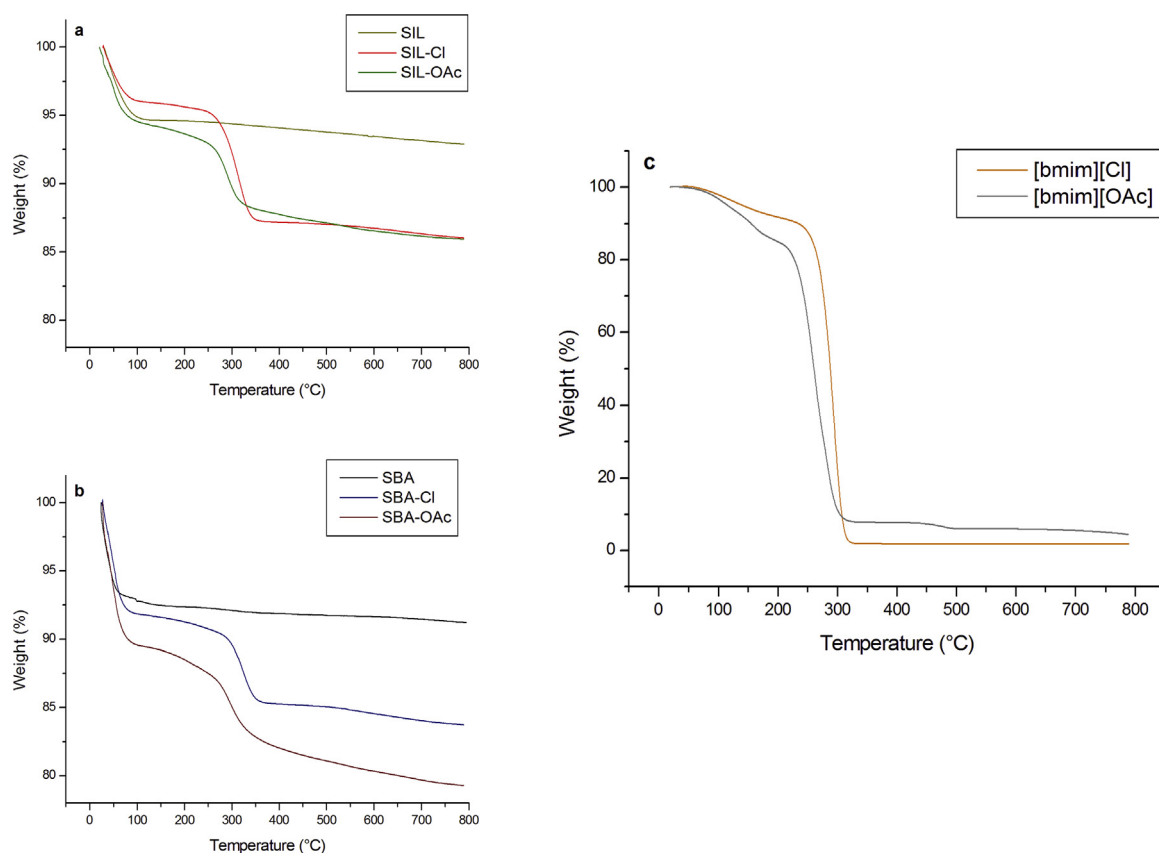 a
SIL
SIL-Cl
SIL-OAc
100
95
90
85
80
Weight (%)
0 100 200 300 400 500 600 700 800
Temperature (°C)
b
SBA
SBA-Cl
SBA-OAc
100
95
90
85
80
Weight (%)
0 100 200 300 400 500 600 700 800
Temperature (°C)
c
[bmim][Cl]
[bmim][OAc]
100
80
60
40
20
0
Weight (%)
0 100 200 300 400 500 600 700 800
Temperature (°C)